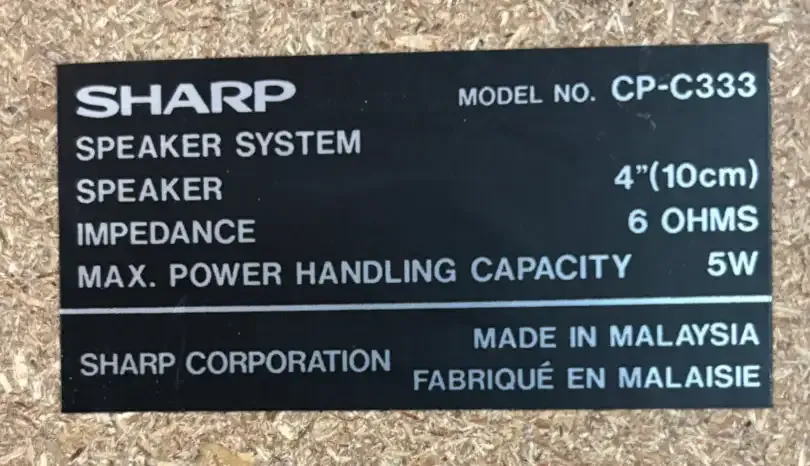 SHARP MODEL NO. CP-C333
SPEAKER SYSTEM
SPEAKER 4”(10cm)
IMPEDANCE 6 OHMS
MAX. POWER HANDLING CAPACITY 5W
SHARP CORPORATION
MADE IN MALAYSIA
FABRIQUÉ EN MALAISIE